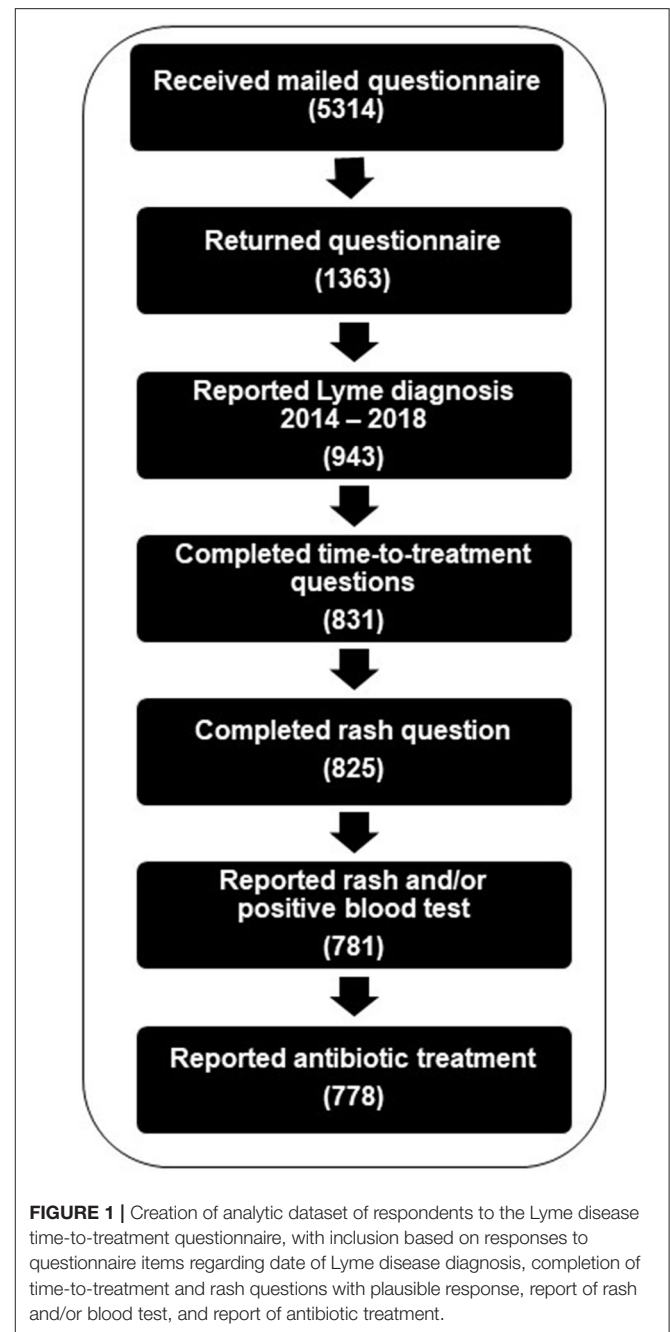 Received mailed questionnaire
(5314)
Returned questionnaire
(1363)
Reported Lyme diagnosis
2014 – 2018
(943)
Completed time-to-treatment
questions
(831)
Completed rash question
(825)
Reported rash and/or
positive blood test
(781)
Reported antibiotic treatment
(778)
FIGURE 1 | Creation of analytic dataset of respondents to the Lyme disease
time-to-treatment questionnaire, with inclusion based on responses to
questionnaire items regarding date of Lyme disease diagnosis, completion of
time-to-treatment and rash questions with plausible response, report of rash
and/or blood test, and report of antibiotic treatment.